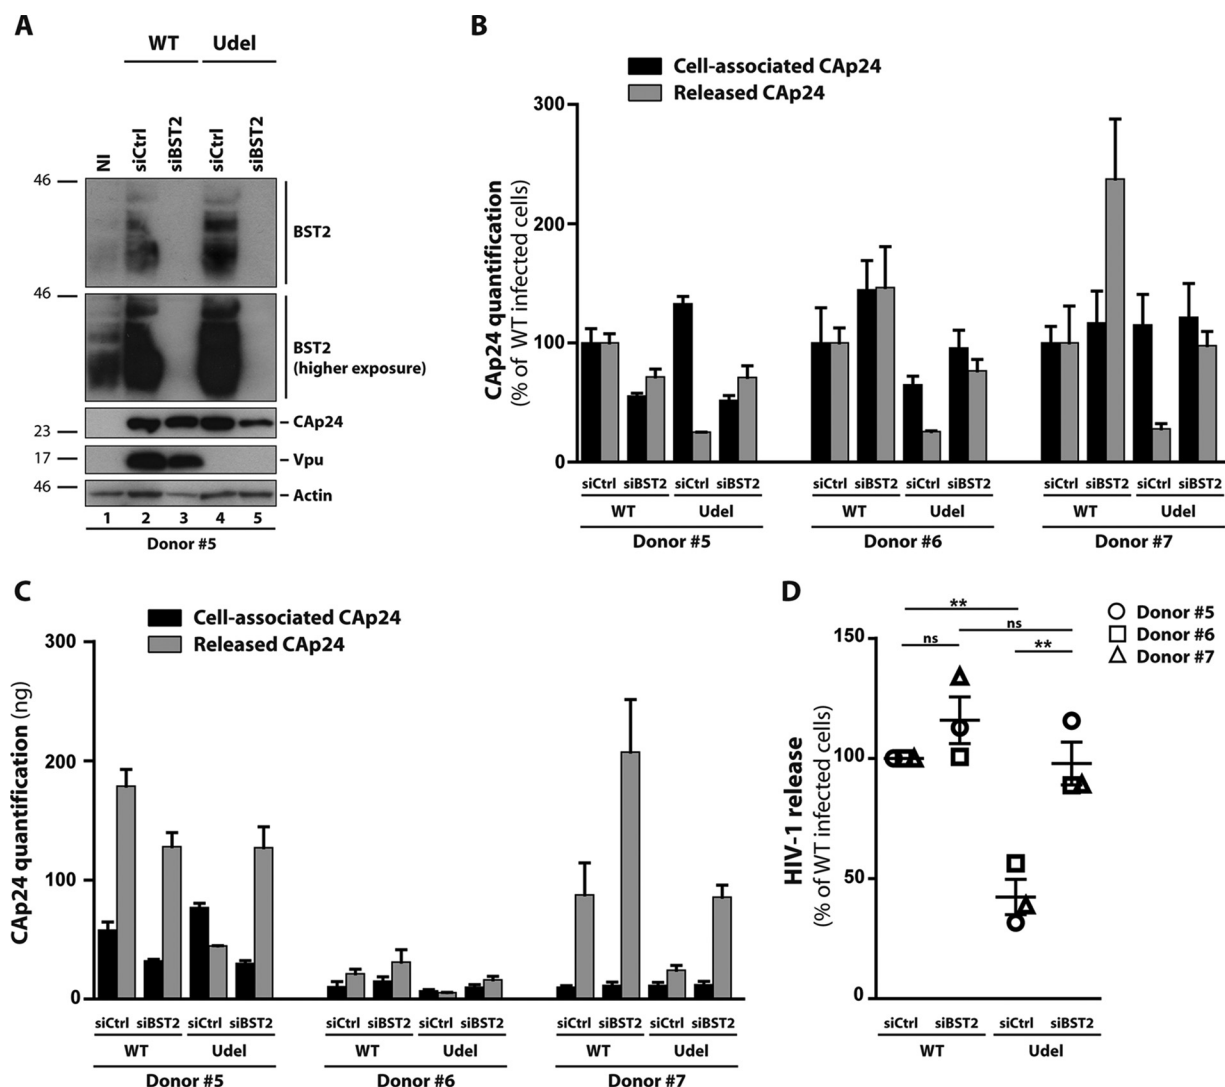 A
WT Udel
NI siCtrl siBST2 siCtrl siBST2
46
BST2
46
BST2
(higher exposure)
CAp24
23
17
Vpu
46
Actin
1 2 3 4 5
Donor #5
B
Cell-associated CAp24
Released CAp24
CAp24 quantification
(% of WT infected cells)
300
200
100
0
siCtrl siBST2 siCtrl siBST2 siCtrl siBST2 siCtrl siBST2 siCtrl siBST2 siCtrl siBST2
WT Udel WT Udel WT Udel
Donor #5 Donor #6 Donor #7
C
Cell-associated CAp24
Released CAp24
CAp24 quantification (ng)
300
200
100
0
siCtrl siBST2 siCtrl siBST2 siCtrl siBST2 siCtrl siBST2 siCtrl siBST2 siCtrl siBST2
WT Udel WT Udel WT Udel
Donor #5 Donor #6 Donor #7
D
Donor #5
Donor #6
Donor #7
**
ns
ns
**
HIV-1 release
(% of WT infected cells)
150
100
50
0
siCtrl siBST2 siCtrl siBST2
WT Udel